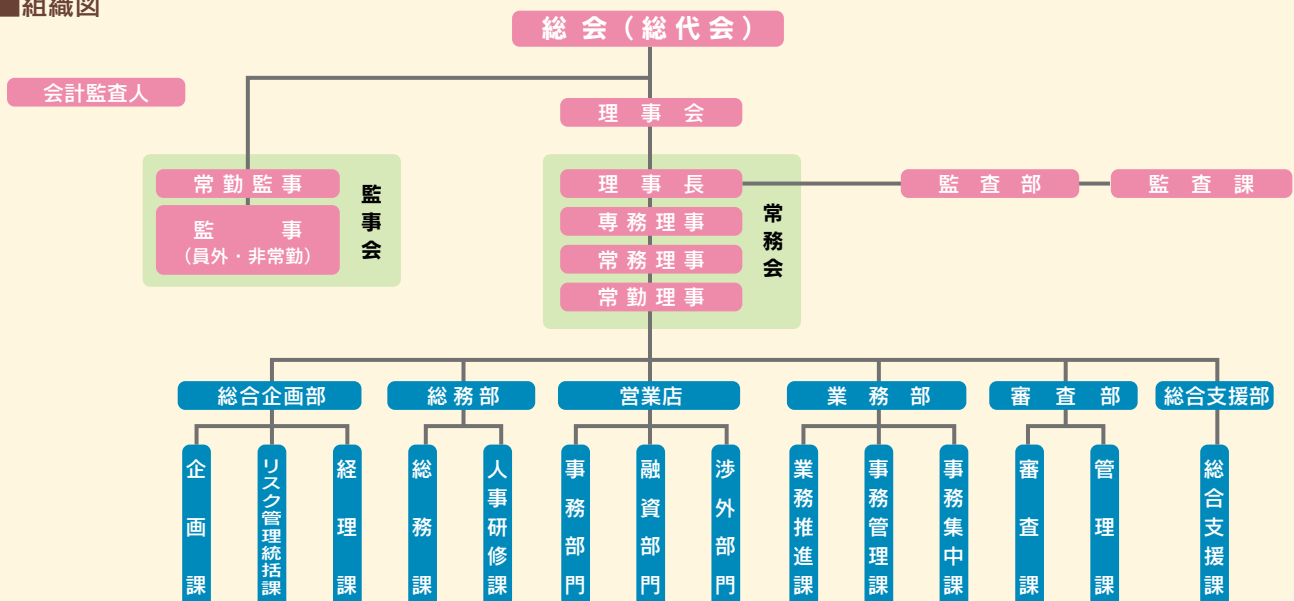 ■組織図
総会（総代会）
会計監査人
理事会
常勤監事
監事
（員外・非常勤）
監事会
理事長
専務理事
常務理事
常勤理事
常務会
監査部
監査課
総合企画部
総務部
営業店
業務部
審査部
総合支援部
企画課
リスク管理統括課
経理課
総務課
人事研修課
事務部門
融資部門
渉外部門
業務推進課
事務管理課
事務集中課
審査課
管理課
総合支援課